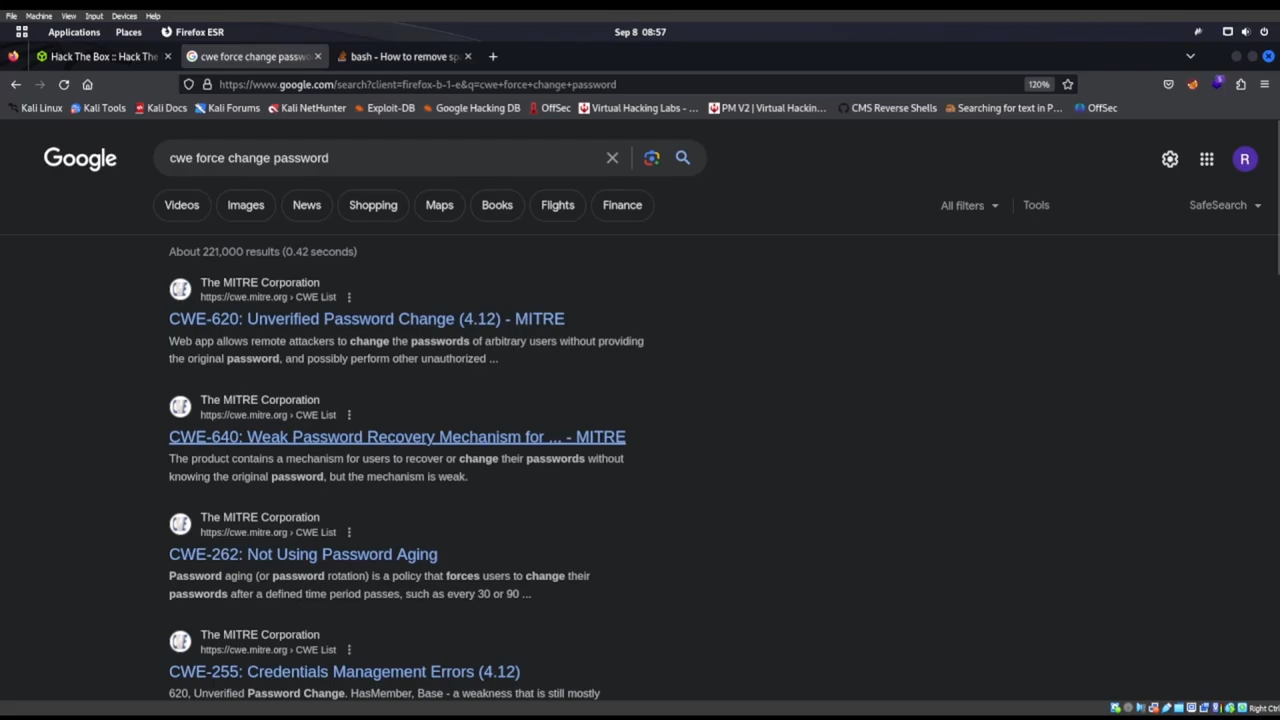 File Machine View Input Devices Help
Applications Places Firefox ESR Sep 8 08:57
Hack The Box :: Hack The cwe force change passwo bash - How to remove sp
https://www.google.com/search?client=firefox-b-1-e&q=cwe+force+change+password 120%
Kali Linux Kali Tools Kali Docs Kali Forums Kali NetHunter Exploit-DB Google Hacking DB OffSec Virtual Hacking Labs - ... PM V2 | Virtual Hackin... CMS Reverse Shells Searching for text in P... OffSec
Google cwe force change password R
Videos Images News Shopping Maps Books Flights Finance All filters Tools SafeSearch
About 221,000 results (0.42 seconds)
The MITRE Corporation
https://cwe.mitre.org › CWE List
CWE-620: Unverified Password Change (4.12) - MITRE
Web app allows remote attackers to change the passwords of arbitrary users without providing
the original password, and possibly perform other unauthorized ...
The MITRE Corporation
https://cwe.mitre.org › CWE List
CWE-640: Weak Password Recovery Mechanism for ... - MITRE
The product contains a mechanism for users to recover or change their passwords without
knowing the original password, but the mechanism is weak.
The MITRE Corporation
https://cwe.mitre.org › CWE List
CWE-262: Not Using Password Aging
Password aging (or password rotation) is a policy that forces users to change their
passwords after a defined time period passes, such as every 30 or 90 ...
The MITRE Corporation
https://cwe.mitre.org › CWE List
CWE-255: Credentials Management Errors (4.12)
620, Unverified Password Change. HasMember, Base - a weakness that is still mostly
Right Ctrl